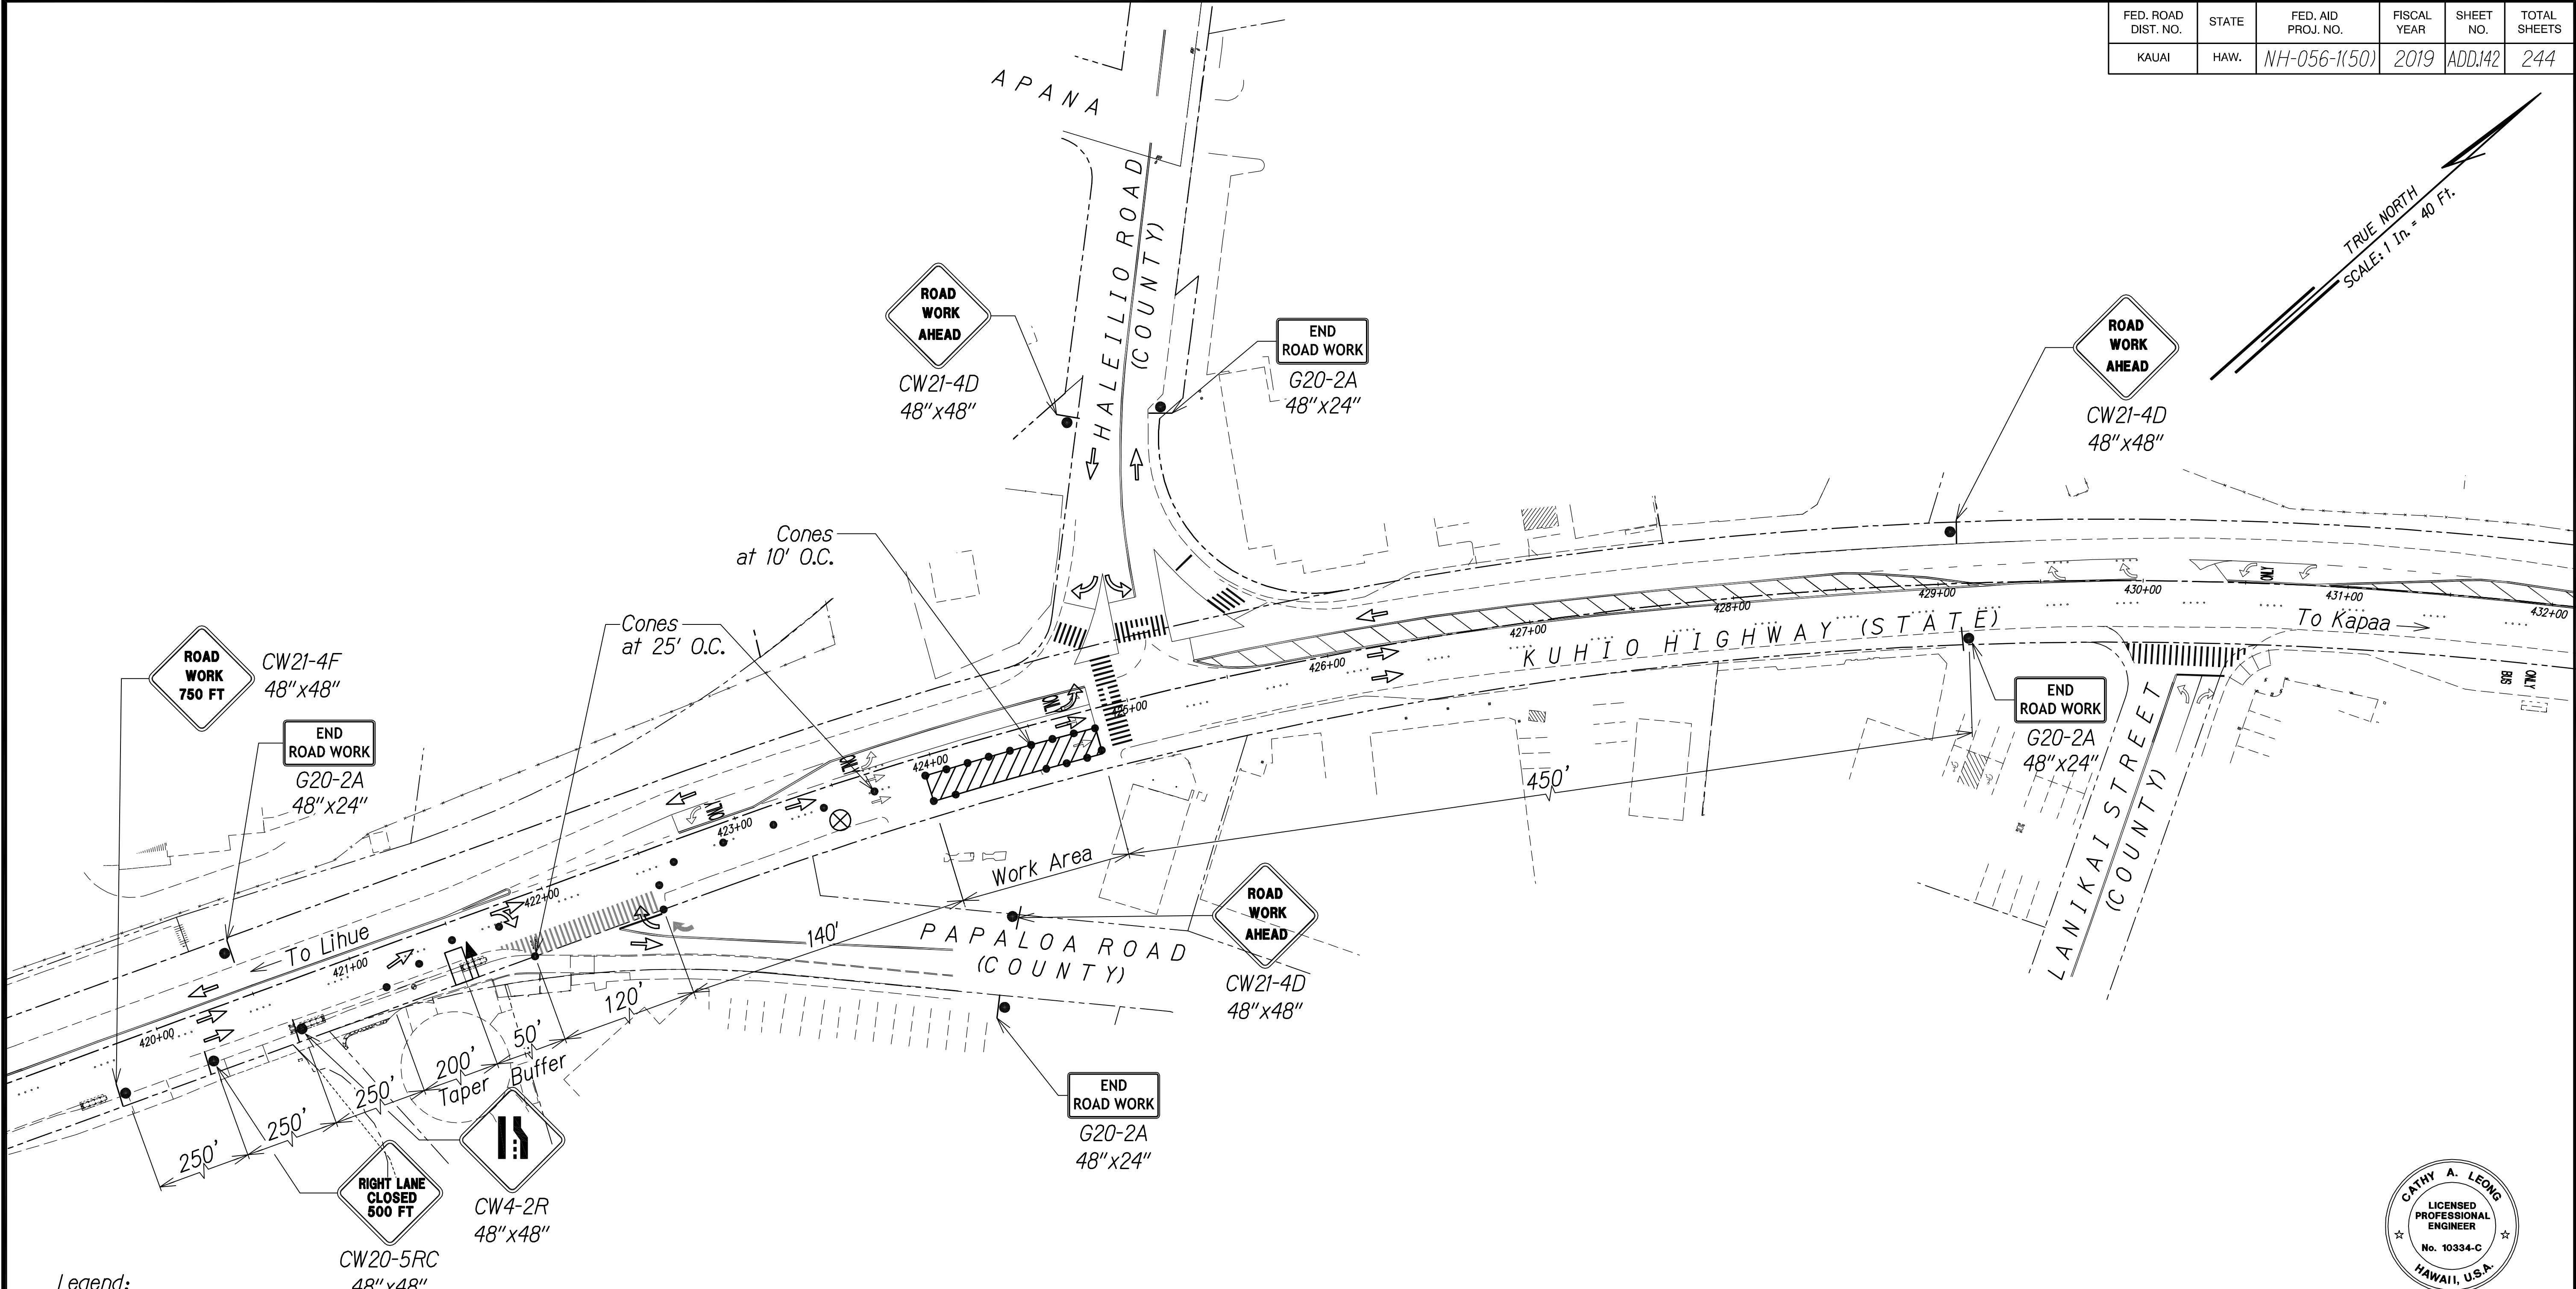 FED. ROAD DIST. NO.
STATE
FED. AID PROJ. NO.
FISCAL YEAR
SHEET NO.
TOTAL SHEETS
KAUAI
HAW.
NH-056-1(50)
2019
ADD.142
244
APANA
TRUE NORTH
SCALE: 1 In. = 40 Ft.
HALEILIO ROAD
(COUNTY)
ROAD
WORK
AHEAD
CW21-4D
48"x48"
END
ROAD WORK
G20-2A
48"x24"
ROAD
WORK
AHEAD
CW21-4D
48"x48"
Cones
at 10' O.C.
Cones
at 25' O.C.
ROAD
WORK
750 FT
CW21-4F
48"x48"
END
ROAD WORK
G20-2A
48"x24"
ONLY
431+00
432+00
430+00
429+00
428+00
427+00
426+00
425+00
424+00
423+00
422+00
421+00
420+00
To Kapaa
KUHIO HIGHWAY (STATE)
BUS
ONLY
END
ROAD WORK
G20-2A
48"x24"
LANIKAI STREET
(COUNTY)
450'
Work Area
140'
To Lihue
PAPALOA ROAD
(COUNTY)
ROAD
WORK
AHEAD
CW21-4D
48"x48"
120'
50'
Buffer
200'
Taper
250'
250'
250'
END
ROAD WORK
G20-2A
48"x24"
RIGHT LANE
CLOSED
500 FT
CW20-5RC
48"x48"
CW4-2R
48"x48"
Legend:
CATHY A. LEONG
LICENSED
PROFESSIONAL
ENGINEER
No. 10334-C
HAWAII, U.S.A.